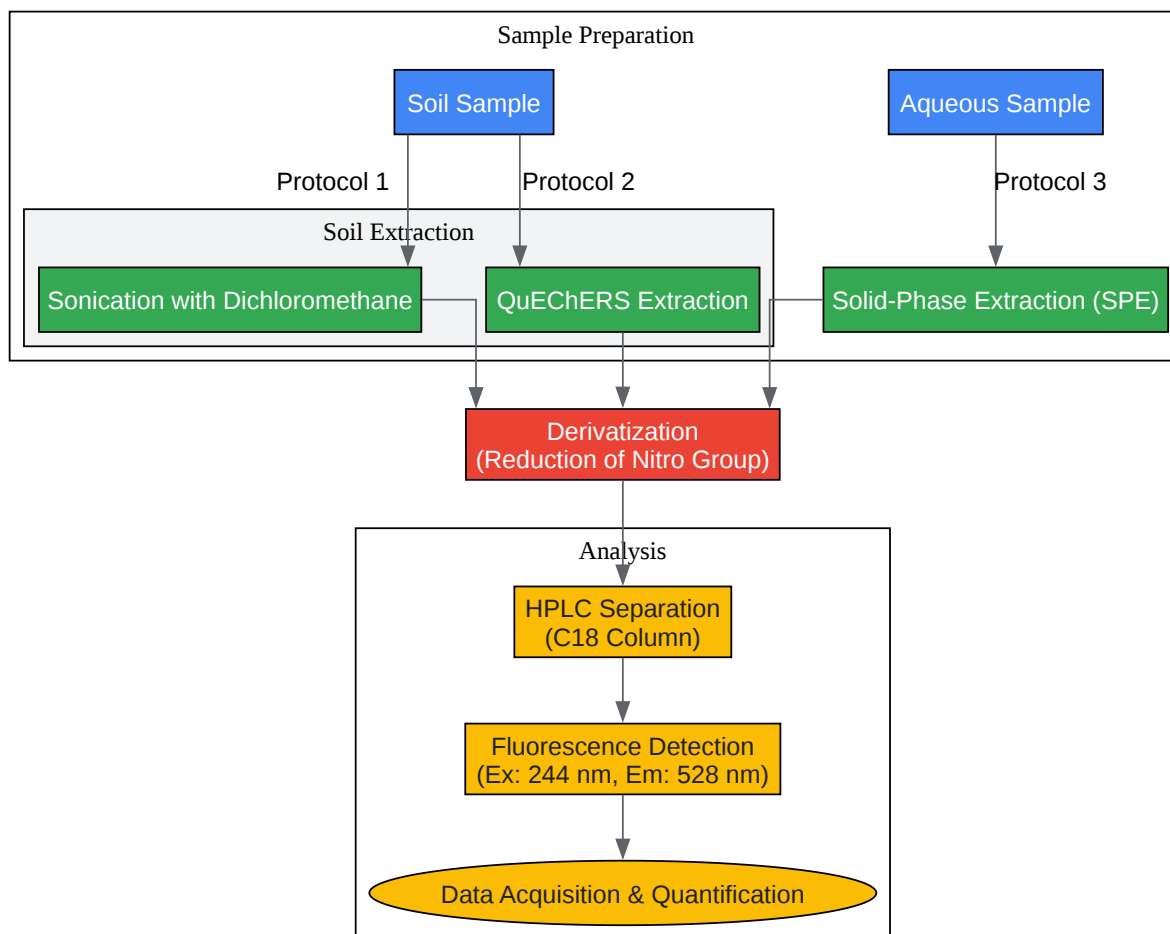 Sample Preparation
Soil Sample
Aqueous Sample
Protocol 1
Protocol 2
Protocol 3
Soil Extraction
Sonication with Dichloromethane
QuEChERS Extraction
Solid-Phase Extraction (SPE)
Derivatization
(Reduction of Nitro Group)
Analysis
HPLC Separation
(C18 Column)
Fluorescence Detection
(Ex: 244 nm, Em: 528 nm)
Data Acquisition & Quantification